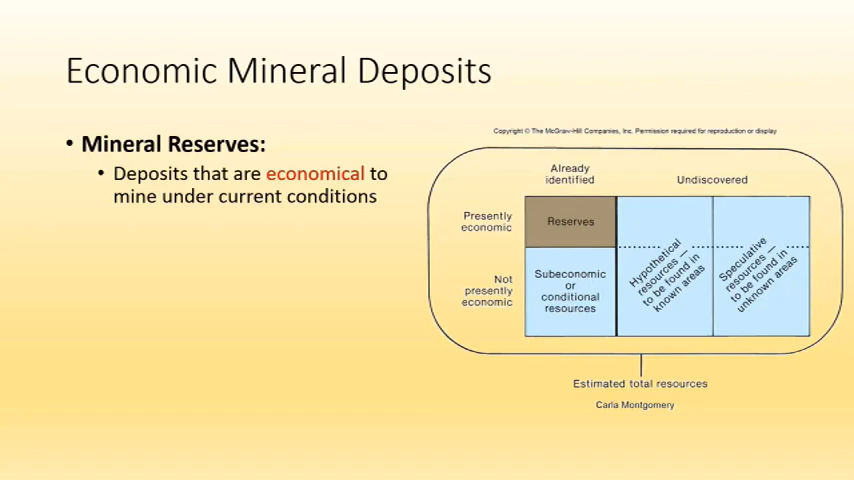 Economic Mineral Deposits
• Mineral Reserves:
• Deposits that are economical to
mine under current conditions
Copyright © The McGraw-Hill Companies, Inc. Permission required for reproduction or display
Already
identified
Undiscovered
Presently
economic
Reserves
Not
presently
economic
Subeconomic
or
conditional
resources
Hypothetical
resources —
to be found in
known areas
Speculative
resources —
to be found in
unknown areas
Estimated total resources
Carla Montgomery